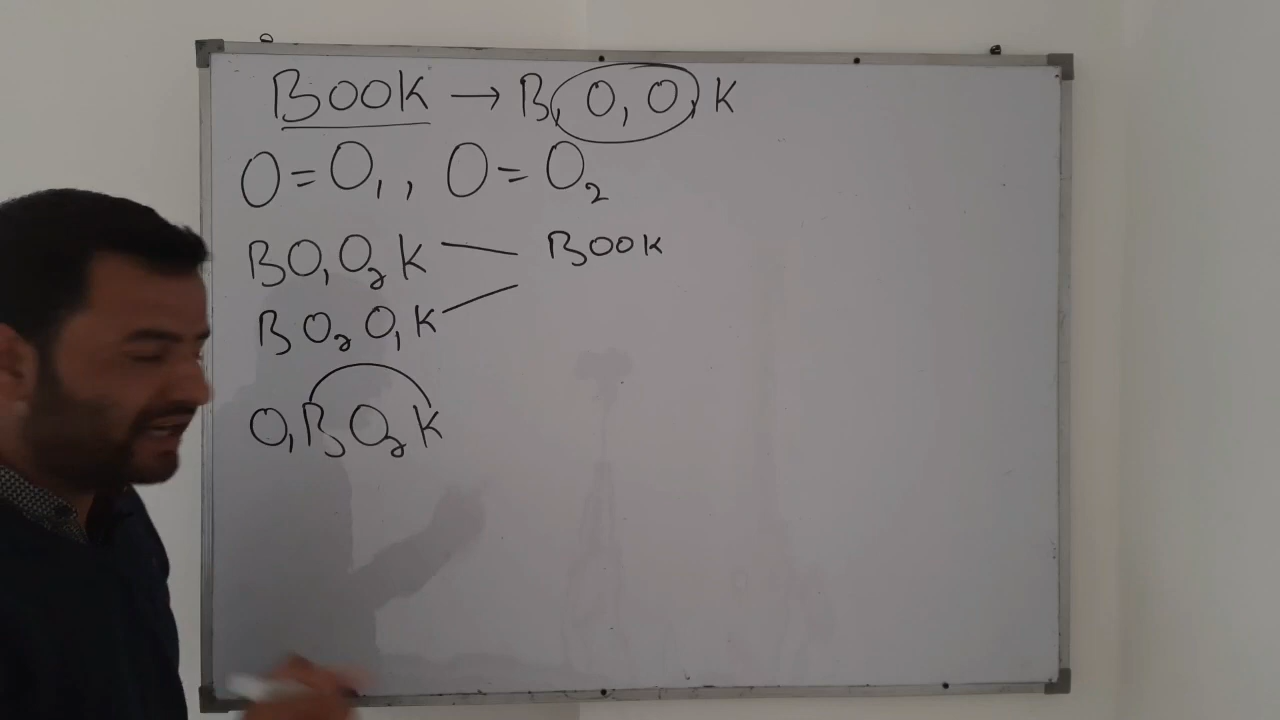 BOOK → B, O, O, K
O = O₁, O = O₂
BO₁O₂K
BOOK
BO₂O₁K
O₁BO₂K